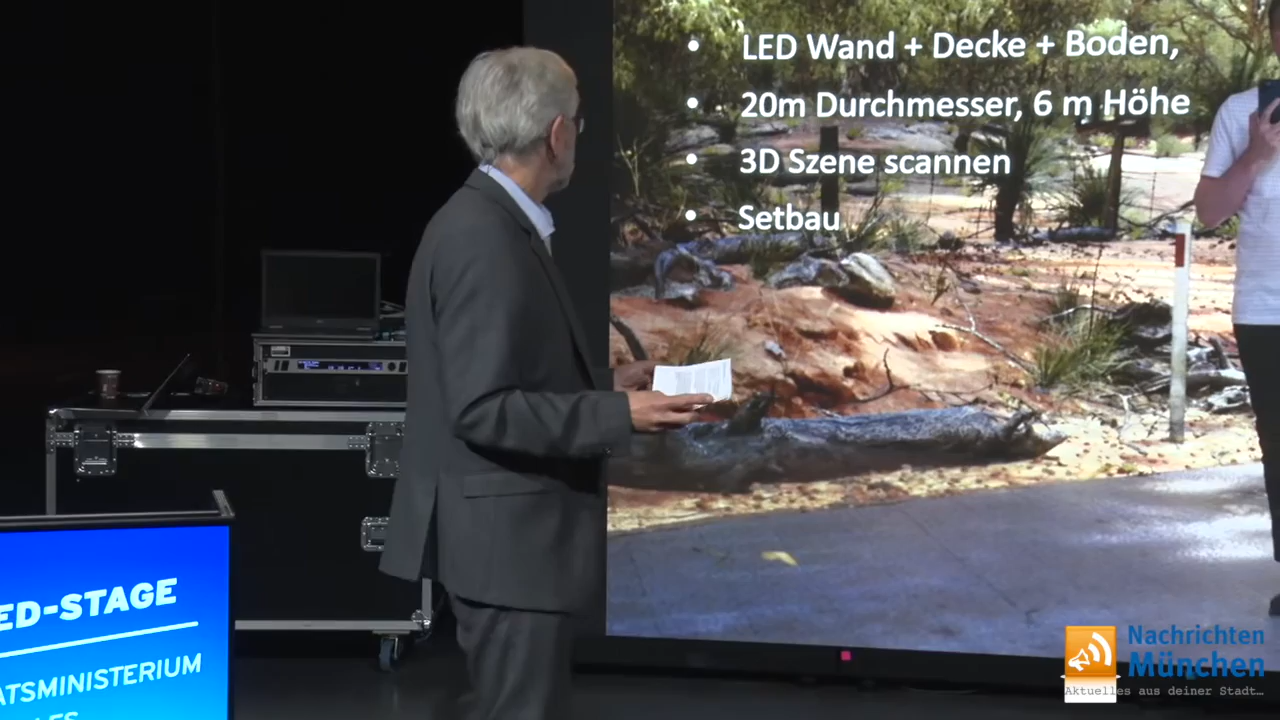 LED Wand + Decke + Boden,
20m Durchmesser, 6 m Höhe
3D Szene scannen
Setbau
ED-STAGE
ATSMINISTERIUM
LES
Nachrichten
München
Aktuelles aus deiner Stadt…